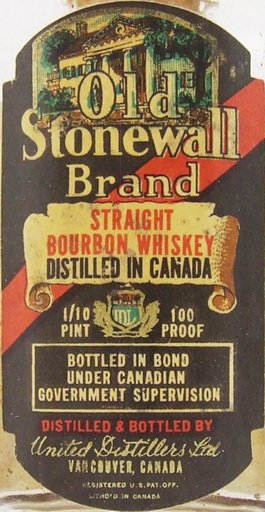 Old
Stonewall
Brand
STRAIGHT
BOURBON WHISKEY
DISTILLED IN CANADA
1/10 PINT
UDL
100 PROOF
BOTTLED IN BOND
UNDER CANADIAN
GOVERNMENT SUPERVISION
DISTILLED & BOTTLED BY
United Distillers Ltd.
VANCOUVER, CANADA
REGISTERED U.S. PAT. OFF.
LITHO'D IN CANADA